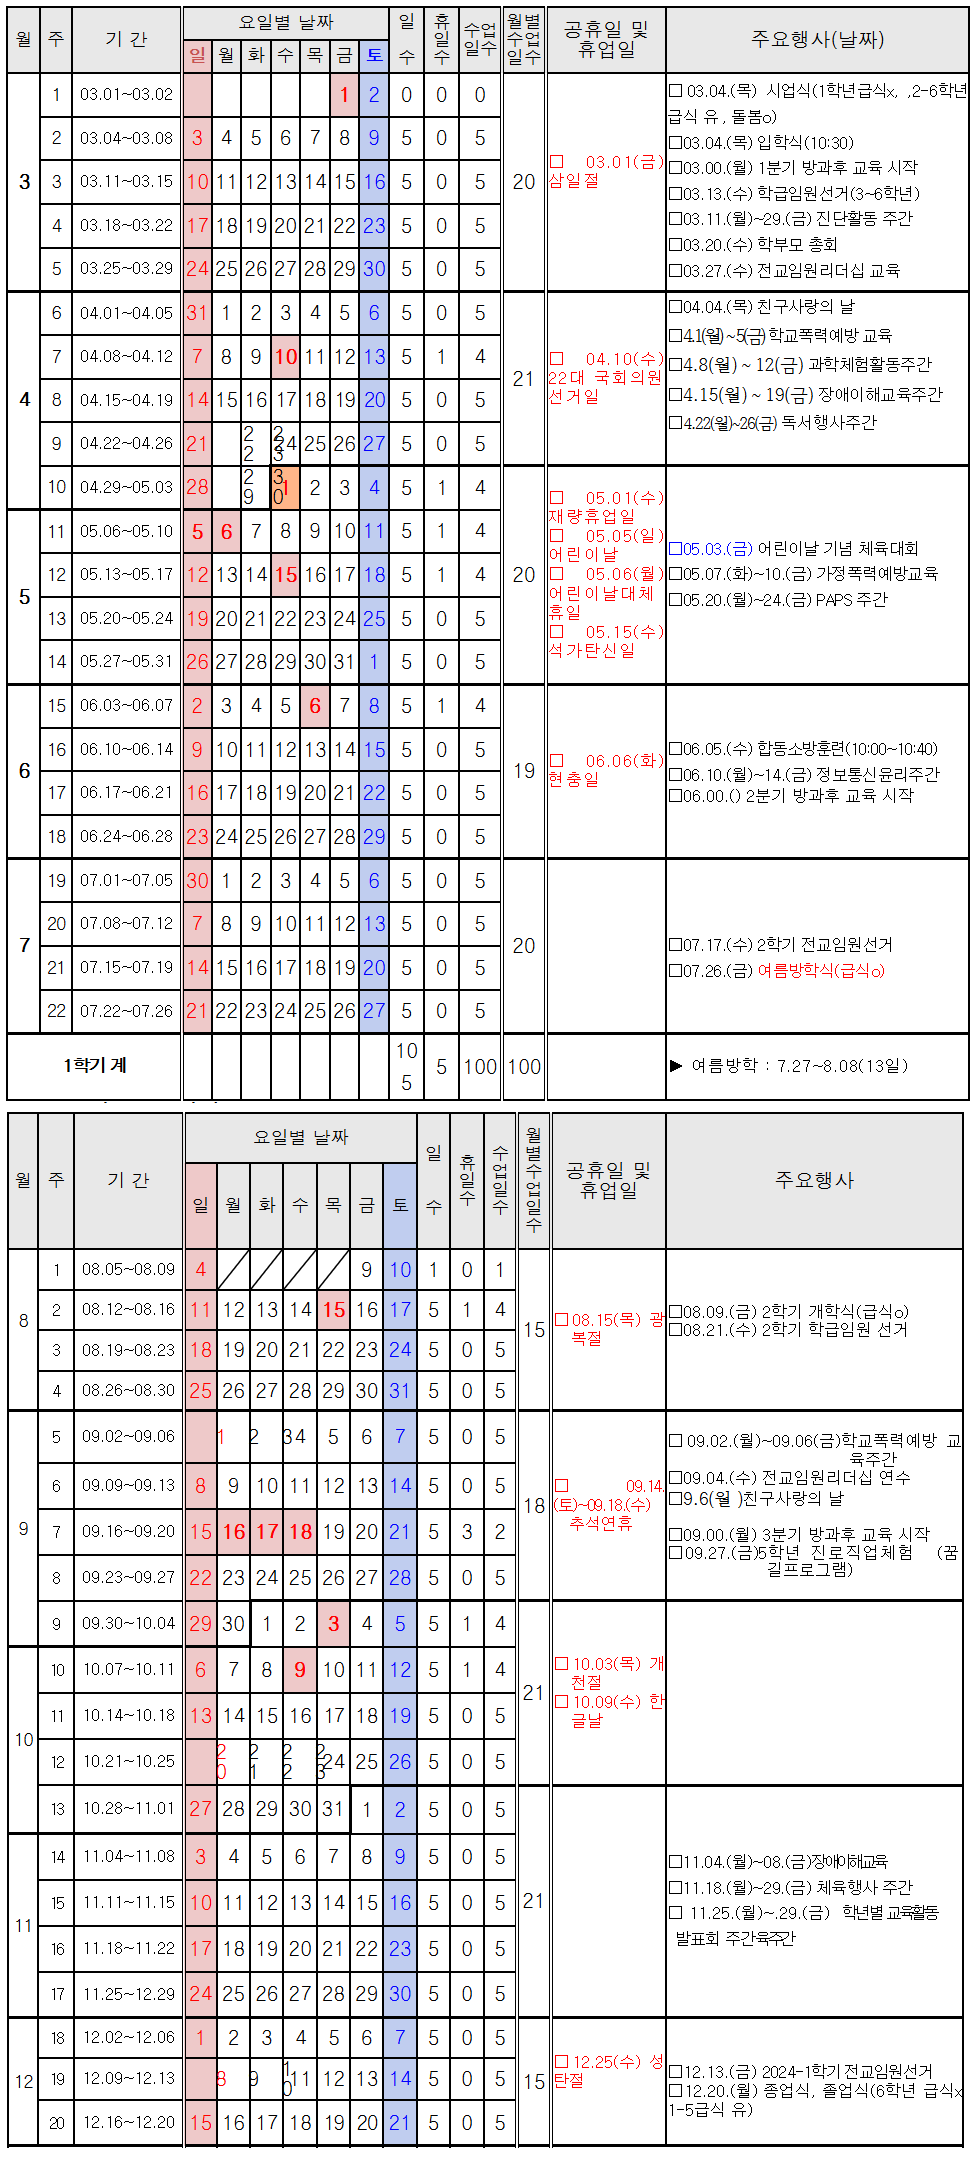 월 주 기 간 요일별 날짜 일수 휴일수 수업일수 월별수업일수 공휴일 및 휴업일 주요행사(날짜)
일 월 화 수 목 금 토
3
1 03.01~03.02 1 2 0 0 0
2 03.04~03.08 3 4 5 6 7 8 9 5 0 5
3 03.11~03.15 10 11 12 13 14 15 16 5 0 5
4 03.18~03.22 17 18 19 20 21 22 23 5 0 5
5 03.25~03.29 24 25 26 27 28 29 30 5 0 5
20
□ 03.01(금)
삼일절
□ 03.04.(목) 시업식(1학년급식x, ,2-6학년
급식 유, 돌봄o)
□03.04.(목) 입학식(10:30)
□03.00.(월) 1분기 방과후 교육 시작
□03.13.(수) 학급임원선거(3~6학년)
□03.11.(월)~29.(금) 진단활동 주간
□03.20.(수) 학부모 총회
□03.27.(수) 전교임원리더십 교육
4
6 04.01~04.05 31 1 2 3 4 5 6 5 0 5
7 04.08~04.12 7 8 9 10 11 12 13 5 1 4
8 04.15~04.19 14 15 16 17 18 19 20 5 0 5
9 04.22~04.26 21 22 23 24 25 26 27 5 0 5
10 04.29~05.03 28 29 30 1 2 3 4 5 1 4
21
□ 04.10(수)
22대 국회의원
선거일
□04.04.(목) 친구사랑의 날
□4.1(월)~5(금)학교폭력예방 교육
□4.8(월) ~ 12(금) 과학체험활동주간
□4.15(월) ~ 19(금) 장애이해교육주간
□4.22(월)~26(금) 독서행사주간
5
11 05.06~05.10 5 6 7 8 9 10 11 5 1 4
12 05.13~05.17 12 13 14 15 16 17 18 5 1 4
13 05.20~05.24 19 20 21 22 23 24 25 5 0 5
14 05.27~05.31 26 27 28 29 30 31 1 5 0 5
20
□ 05.01(수)
재량휴업일
□ 05.05(일)
어린이날
□ 05.06(월)
어린이날대체
휴일
□ 05.15(수)
석가탄신일
□05.03.(금) 어린이날 기념 체육대회
□05.07.(화)~10.(금) 가정폭력예방교육
□05.20.(월)~24.(금) PAPS 주간
6
15 06.03~06.07 2 3 4 5 6 7 8 5 1 4
16 06.10~06.14 9 10 11 12 13 14 15 5 0 5
17 06.17~06.21 16 17 18 19 20 21 22 5 0 5
18 06.24~06.28 23 24 25 26 27 28 29 5 0 5
19
□ 06.06(화)
현충일
□06.05.(수) 합동소방훈련(10:00~10:40)
□06.10.(월)~14.(금) 정보통신윤리주간
□06.00.() 2분기 방과후 교육 시작
7
19 07.01~07.05 30 1 2 3 4 5 6 5 0 5
20 07.08~07.12 7 8 9 10 11 12 13 5 0 5
21 07.15~07.19 14 15 16 17 18 19 20 5 0 5
22 07.22~07.26 21 22 23 24 25 26 27 5 0 5
20
□07.17.(수) 2학기 전교임원선거
□07.26.(금) 여름방학식(급식o)
1학기 계 105 5 100 100 ▶ 여름방학 : 7.27~8.08(13일)
월 주 기 간 요일별 날짜 일수 휴일수 수업일수 월별수업일수 공휴일 및 휴업일 주요행사
일 월 화 수 목 금 토
8
1 08.05~08.09 4 9 10 1 0 1
2 08.12~08.16 11 12 13 14 15 16 17 5 1 4
3 08.19~08.23 18 19 20 21 22 23 24 5 0 5
4 08.26~08.30 25 26 27 28 29 30 31 5 0 5
15
□08.15(목) 광
복절
□08.09.(금) 2학기 개학식(급식o)
□08.21.(수) 2학기 학급임원 선거
9
5 09.02~09.06 1 2 3 4 5 6 7 5 0 5
6 09.09~09.13 8 9 10 11 12 13 14 5 0 5
7 09.16~09.20 15 16 17 18 19 20 21 5 3 2
8 09.23~09.27 22 23 24 25 26 27 28 5 0 5
9 09.30~10.04 29 30 1 2 3 4 5 5 1 4
18
□ 09.14.
(토)~09.18.(수)
추석연휴
□ 09.02.(월)~09.06(금)학교폭력예방 교
육주간
□09.04.(수) 전교임원리더십 연수
□9.6(월 )친구사랑의 날
□09.00.(월) 3분기 방과후 교육 시작
□09.27.(금)5학년 진로직업체험 (꿈
길프로그램)
10
10 10.07~10.11 6 7 8 9 10 11 12 5 1 4
11 10.14~10.18 13 14 15 16 17 18 19 5 0 5
12 10.21~10.25 20 21 22 23 24 25 26 5 0 5
13 10.28~11.01 27 28 29 30 31 1 2 5 0 5
21
□10.03(목) 개
천절
□10.09(수) 한
글날
11
14 11.04~11.08 3 4 5 6 7 8 9 5 0 5
15 11.11~11.15 10 11 12 13 14 15 16 5 0 5
16 11.18~11.22 17 18 19 20 21 22 23 5 0 5
17 11.25~12.29 24 25 26 27 28 29 30 5 0 5
21
□11.04.(월)~08.(금)장애이해교육
□11.18.(월)~29.(금) 체육행사 주간
□ 11.25.(월)~.29.(금) 학년별 교육활동
발표회 주간육주간
12
18 12.02~12.06 1 2 3 4 5 6 7 5 0 5
19 12.09~12.13 8 9 10 11 12 13 14 5 0 5
20 12.16~12.20 15 16 17 18 19 20 21 5 0 5
15
□12.25(수) 성
탄절
□12.13.(금) 2024-1학기 전교임원선거
□12.20.(월) 종업식, 졸업식(6학년 급식x
1-5급식 유)